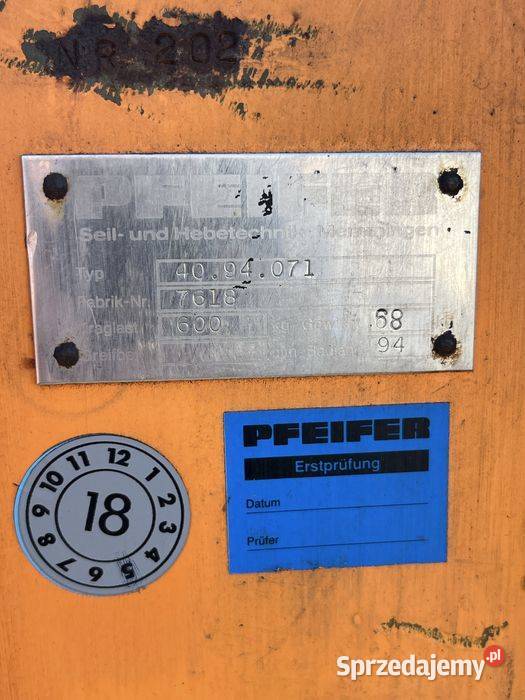 NR 202
PFEIFER
Seil- und Hebetechnik Memmingen
Typ 40.94.071
Fabrik-Nr. 7618
Traglast 600 kg 68
94
12 1 2 3 4 5 6 7 8 9 10 11
18
PFEIFER
Erstprüfung
Datum
Prüfer
Sprzedajemy.pl